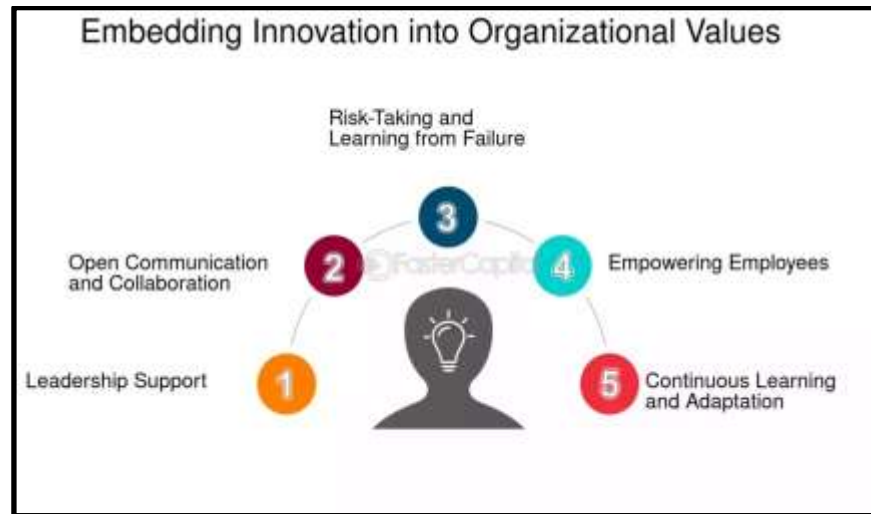 Embedding Innovation into Organizational Values
Risk-Taking and
Learning from Failure
3
2
FasterCapital
4
Open Communication
and Collaboration
Empowering Employees
1
Leadership Support
5
Continuous Learning
and Adaptation